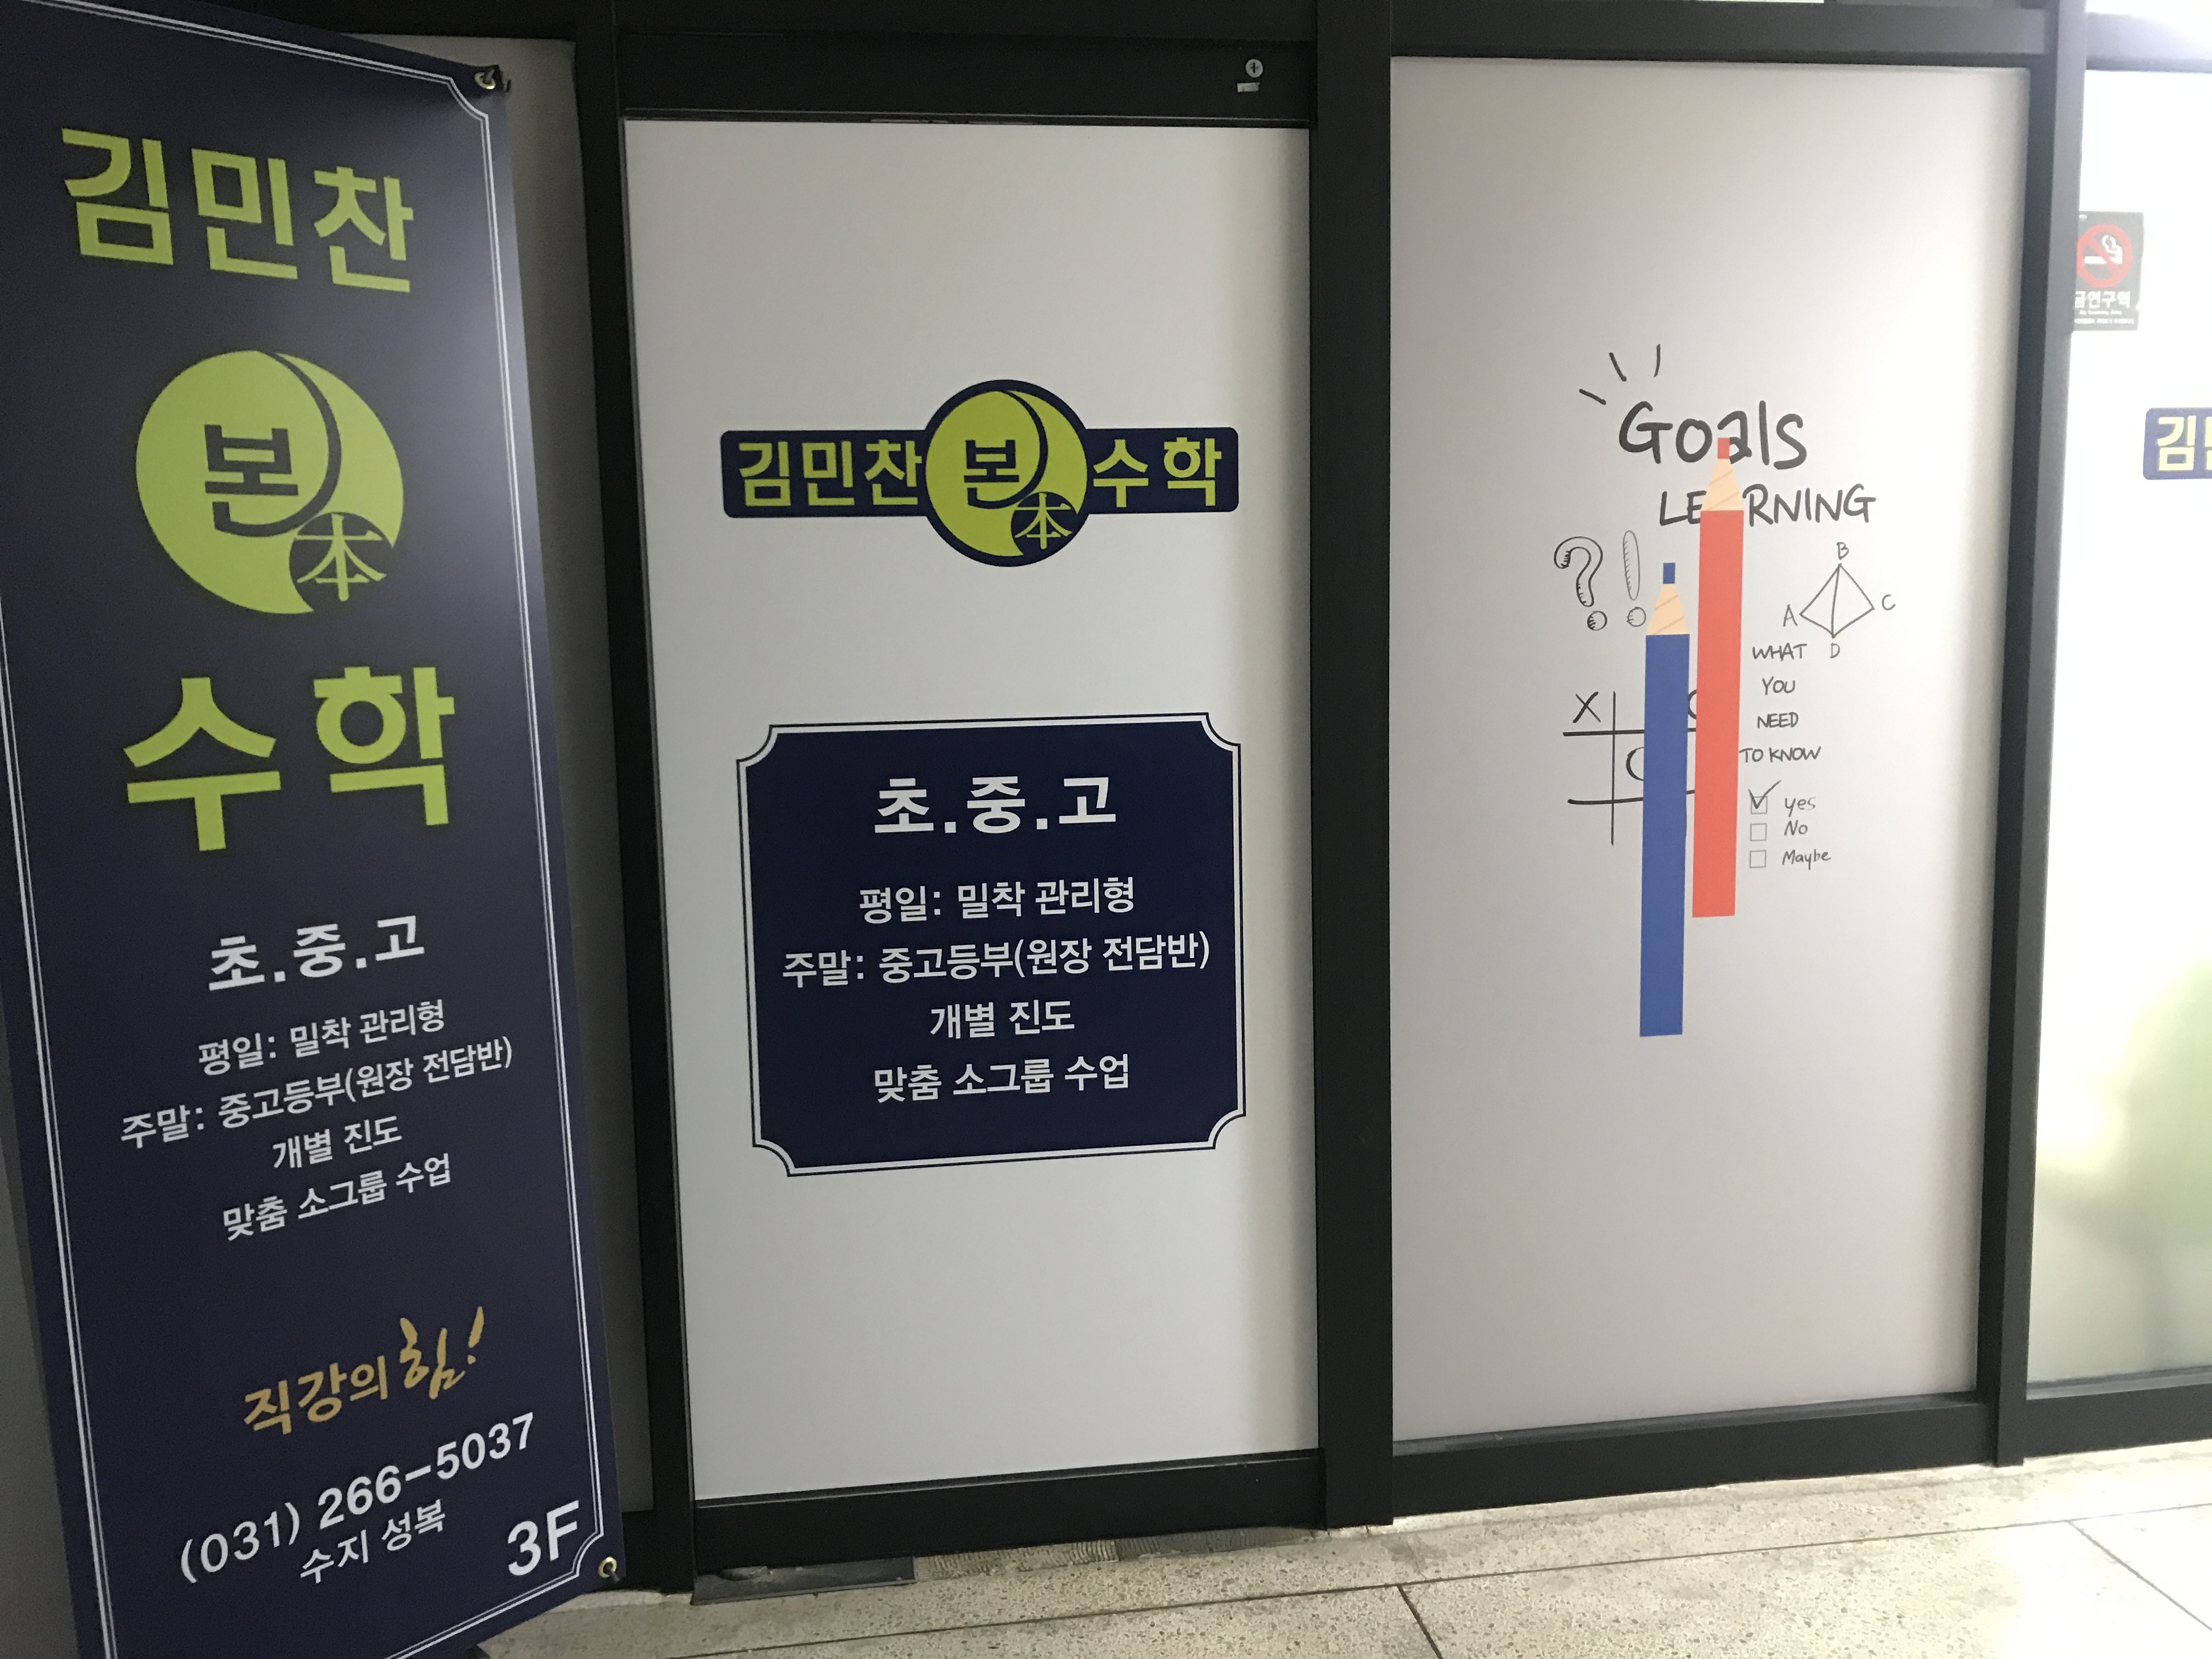 김민찬
본
本
수학
초.중.고
평일: 밀착 관리형
주말: 중고등부(원장 전담반)
개별 진도
맞춤 소그룹 수업
직강의 힘!
(031) 266-5037
수지 성복
3F
김민찬 본 수학
本
초.중.고
평일: 밀착 관리형
주말: 중고등부(원장 전담반)
개별 진도
맞춤 소그룹 수업
Goals
LE RNING
?!
B
A C
D
WHAT
YOU
NEED
TO KNOW
X
yes
No
Maybe
금연구역
김